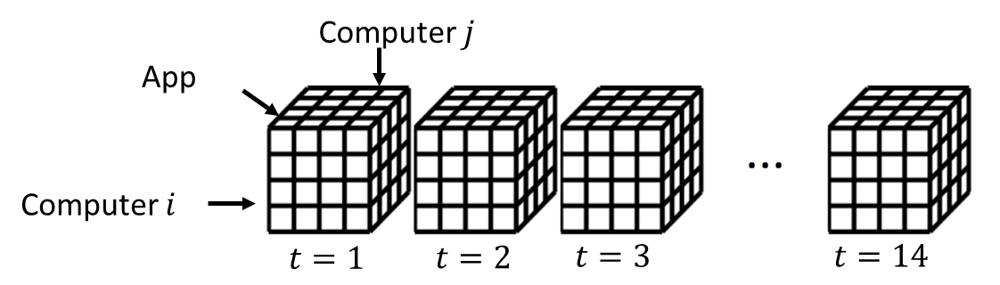 Computer j
App
Computer i
...
t = 1
t = 2
t = 3
t = 14